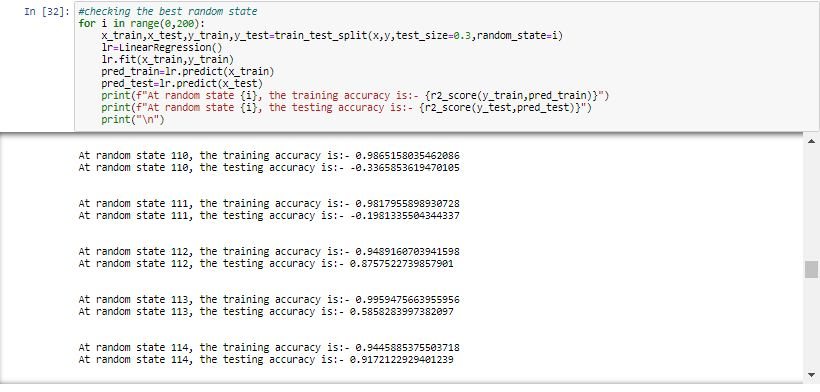 In [32]: #checking the best random state
for i in range(0,200):
    x_train,x_test,y_train,y_test=train_test_split(x,y,test_size=0.3,random_state=i)
    lr=LinearRegression()
    lr.fit(x_train,y_train)
    pred_train=lr.predict(x_train)
    pred_test=lr.predict(x_test)
    print(f"At random state {i}, the training accuracy is:- {r2_score(y_train,pred_train)}")
    print(f"At random state {i}, the testing accuracy is:- {r2_score(y_test,pred_test)}")
    print("\n")
At random state 110, the training accuracy is:- 0.9865158035462086
At random state 110, the testing accuracy is:- -0.3365853619470105
At random state 111, the training accuracy is:- 0.9817955898930728
At random state 111, the testing accuracy is:- -0.1981335504344337
At random state 112, the training accuracy is:- 0.9489160703941598
At random state 112, the testing accuracy is:- 0.8757522739857901
At random state 113, the training accuracy is:- 0.9959475663955956
At random state 113, the testing accuracy is:- 0.5858283997382097
At random state 114, the training accuracy is:- 0.9445885375503718
At random state 114, the testing accuracy is:- 0.9172122929401239